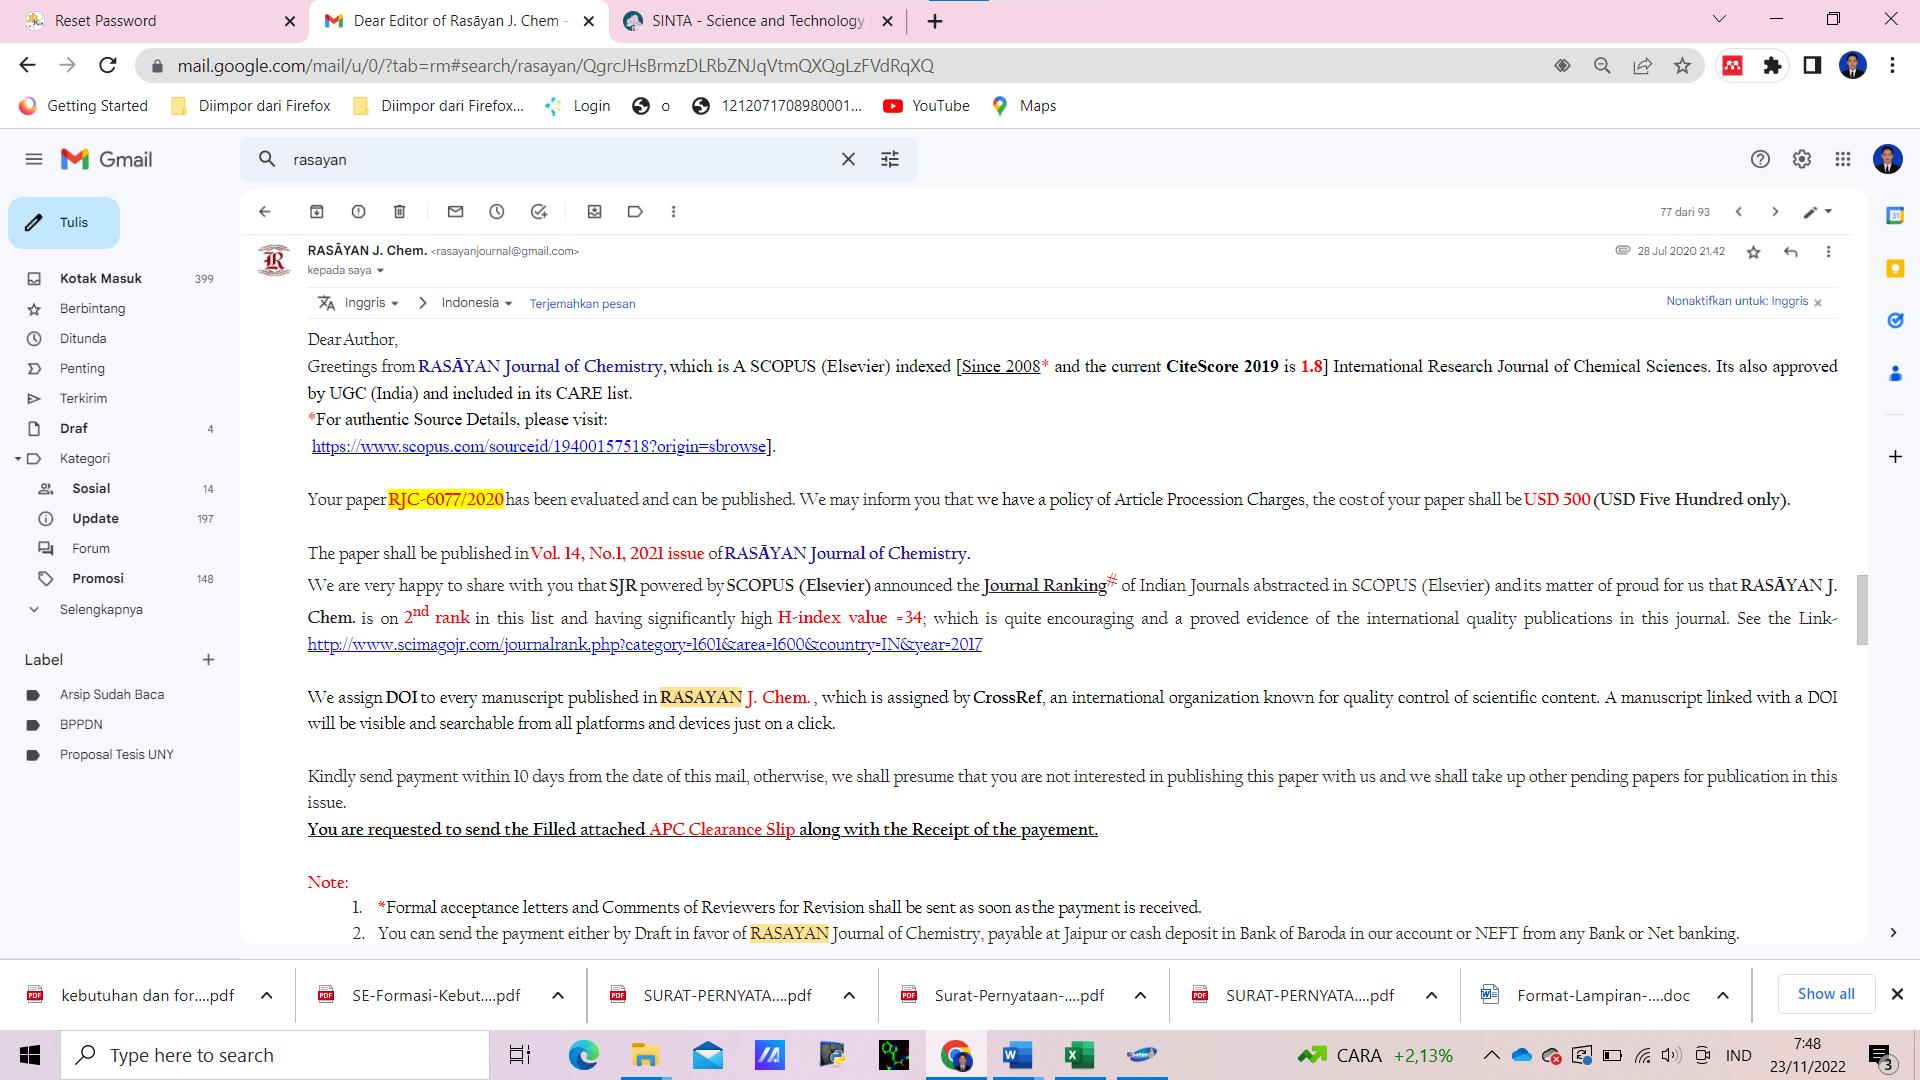 Reset Password
Dear Editor of Rasāyan J. Chem -
SINTA - Science and Technology
mail.google.com/mail/u/0/?tab=rm#search/rasayan/QgrcJHsBrmzDLRbZNJqVtmQXQgLzFVdRqXQ
Getting Started
Diimpor dari Firefox
Diimpor dari Firefox...
Login
o
1212071708980001...
YouTube
Maps
Gmail
rasayan
Tulis
77 dari 93
Kotak Masuk 399
Berbintang
Ditunda
Penting
Terkirim
Draf 4
Kategori
Sosial 14
Update 197
Forum
Promosi 148
Selengkapnya
Label
Arsip Sudah Baca
BPPDN
Proposal Tesis UNY
RASĀYAN J. Chem. <rasayanjournal@gmail.com>
28 Jul 2020 21.42
kepada saya
Inggris > Indonesia Terjemahkan pesan
Nonaktifkan untuk: Inggris x
Dear Author,
Greetings from RASĀYAN Journal of Chemistry, which is A SCOPUS (Elsevier) indexed [Since 2008* and the current CiteScore 2019 is 1.8] International Research Journal of Chemical Sciences. Its also approved
by UGC (India) and included in its CARE list.
*For authentic Source Details, please visit:
https://www.scopus.com/sourceid/19400157518?origin=sbrowse].
Your paper RJC-6077/2020 has been evaluated and can be published. We may inform you that we have a policy of Article Procession Charges, the cost of your paper shall be USD 500 (USD Five Hundred only).
The paper shall be published in Vol. 14, No.1, 2021 issue of RASĀYAN Journal of Chemistry.
We are very happy to share with you that SJR powered by SCOPUS (Elsevier) announced the Journal Ranking# of Indian Journals abstracted in SCOPUS (Elsevier) and its matter of proud for us that RASĀYAN J.
Chem. is on 2nd rank in this list and having significantly high H-index value =34; which is quite encouraging and a proved evidence of the international quality publications in this journal. See the Link-
http://www.scimagojr.com/journalrank.php?category=1601&area=1600&country=IN&year=2017
We assign DOI to every manuscript published in RASAYAN J. Chem. , which is assigned by CrossRef, an international organization known for quality control of scientific content. A manuscript linked with a DOI
will be visible and searchable from all platforms and devices just on a click.
Kindly send payment within 10 days from the date of this mail, otherwise, we shall presume that you are not interested in publishing this paper with us and we shall take up other pending papers for publication in this
issue.
You are requested to send the Filled attached APC Clearance Slip along with the Receipt of the payement.
Note:
1. *Formal acceptance letters and Comments of Reviewers for Revision shall be sent as soon as the payment is received.
2. You can send the payment either by Draft in favor of RASAYAN Journal of Chemistry, payable at Jaipur or cash deposit in Bank of Baroda in our account or NEFT from any Bank or Net banking.
kebutuhan dan for....pdf
SE-Formasi-Kebut....pdf
SURAT-PERNYATA....pdf
Surat-Pernyataan-....pdf
SURAT-PERNYATA....pdf
Format-Lampiran-....doc
Show all
Type here to search
CARA +2,13%
IND
7:48
23/11/2022
3